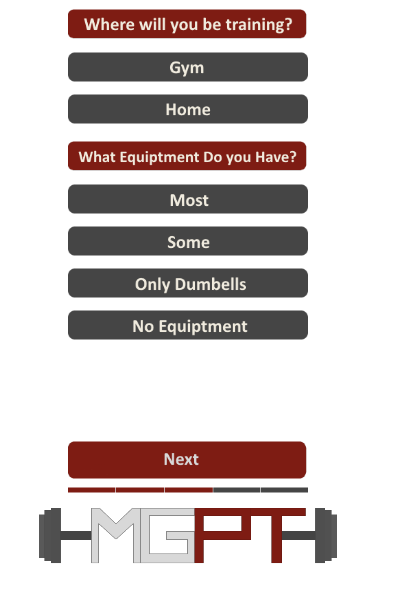 Where will you be training?
Gym
Home
What Equiptment Do you Have?
Most
Some
Only Dumbells
No Equiptment
Next
MGPT